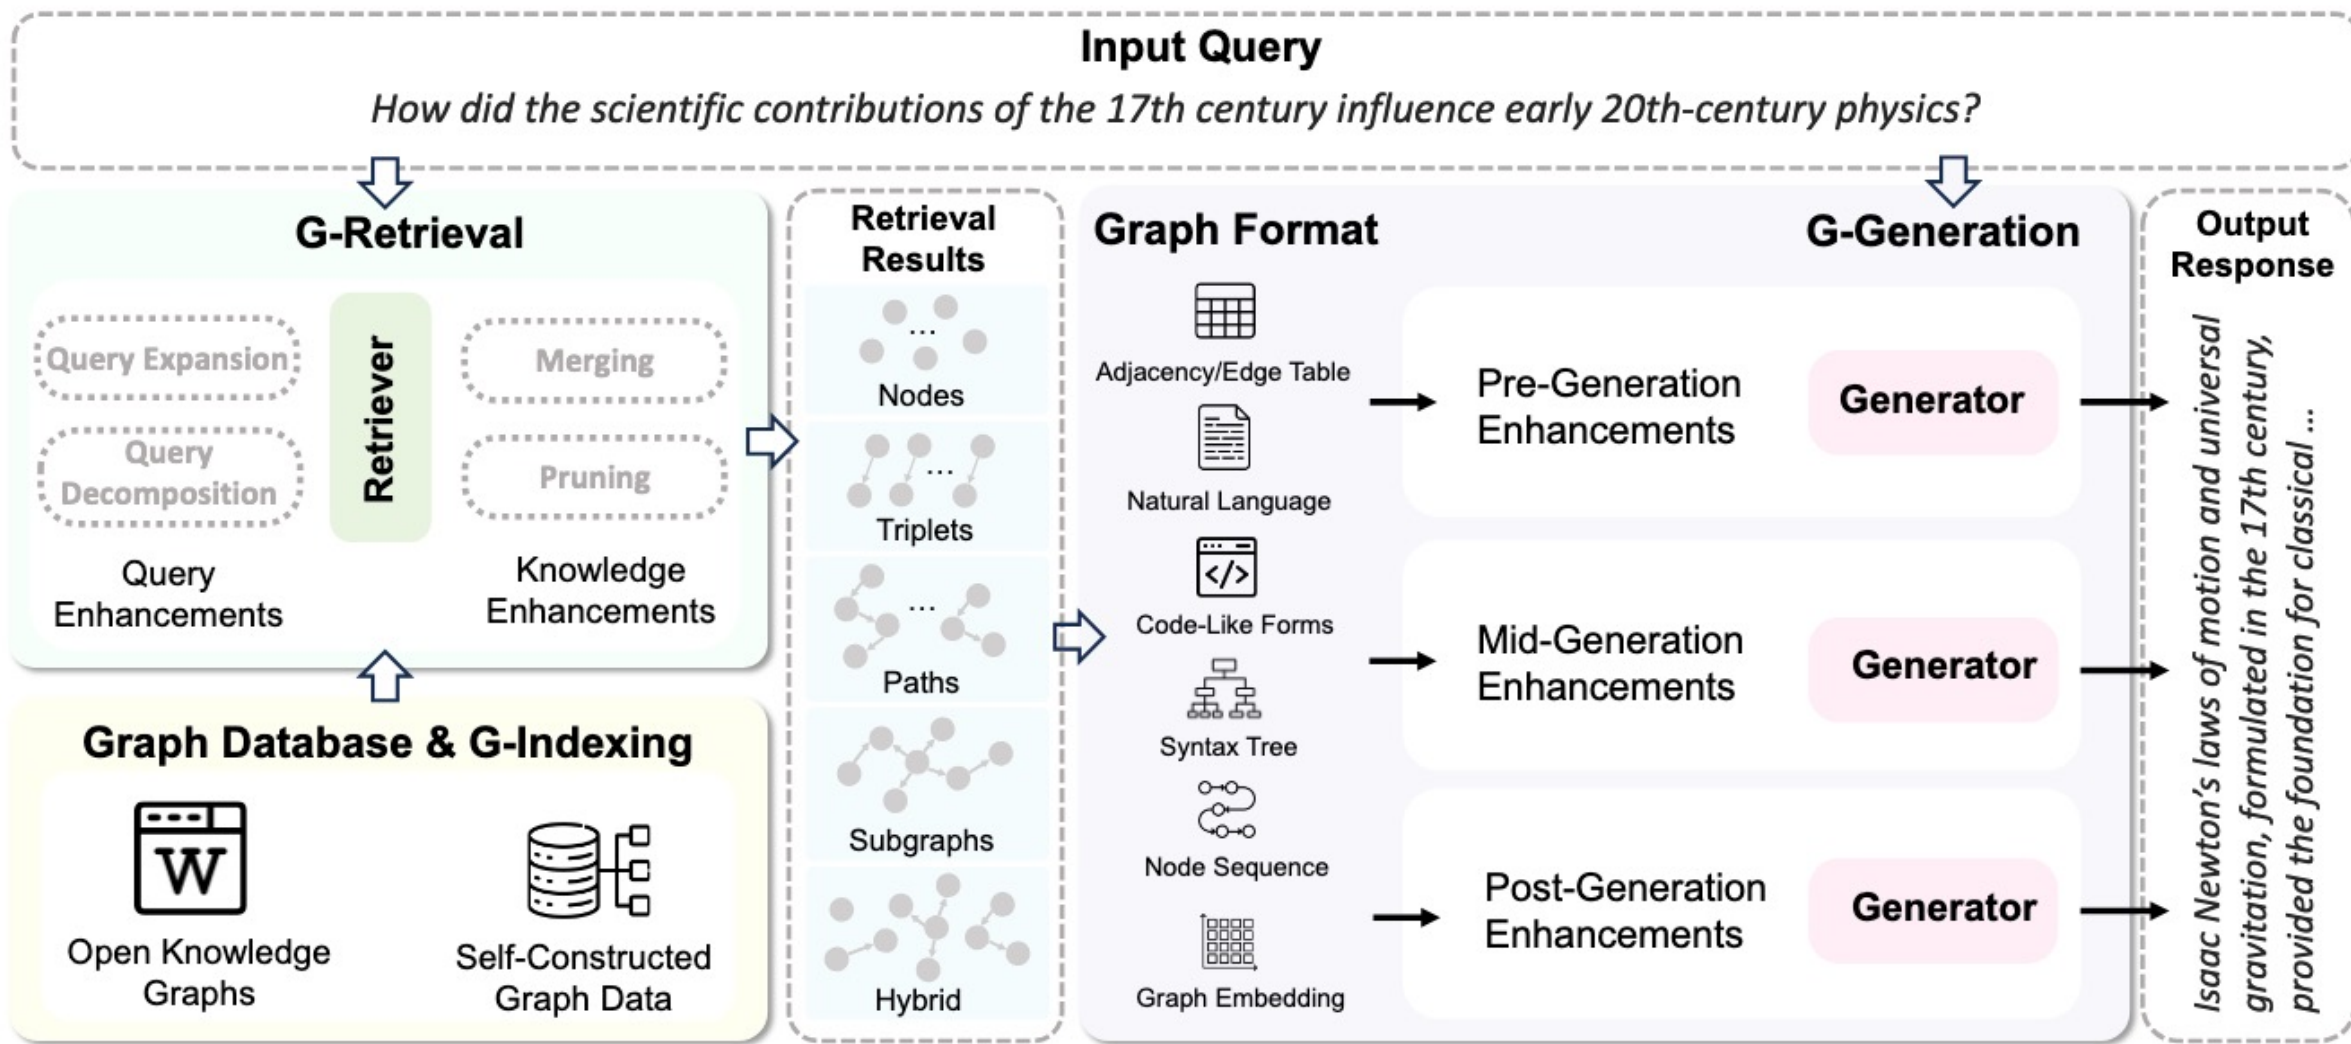 Input Query
How did the scientific contributions of the 17th century influence early 20th-century physics?
G-Retrieval
Query Expansion
Query
Decomposition
Query
Enhancements
Retriever
Merging
Pruning
Knowledge
Enhancements
Graph Database & G-Indexing
W
Open Knowledge
Graphs
Self-Constructed
Graph Data
Retrieval
Results
...
Nodes
...
Triplets
...
Paths
Subgraphs
Hybrid
Graph Format
Adjacency/Edge Table
Natural Language
</>
Code-Like Forms
Syntax Tree
Node Sequence
Graph Embedding
G-Generation
Pre-Generation
Enhancements
Generator
Mid-Generation
Enhancements
Generator
Post-Generation
Enhancements
Generator
Output
Response
Isaac Newton's laws of motion and universal
gravitation, formulated in the 17th century,
provided the foundation for classical ...